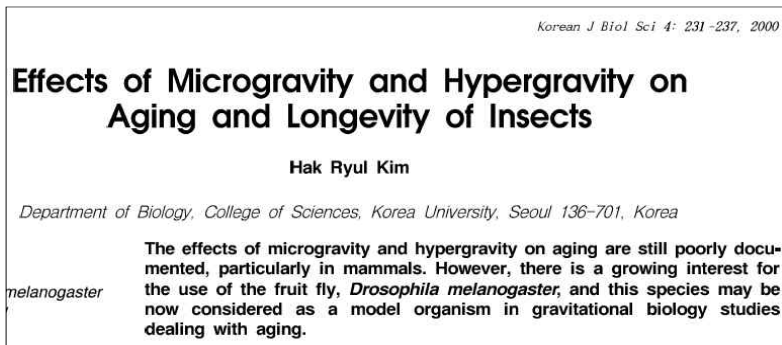 Korean J Biol Sci 4: 231-237, 2000
Effects of Microgravity and Hypergravity on
Aging and Longevity of Insects
Hak Ryul Kim
Department of Biology, College of Sciences, Korea University, Seoul 136-701, Korea
The effects of microgravity and hypergravity on aging are still poorly docu-
mented, particularly in mammals. However, there is a growing interest for
melanogaster
the use of the fruit fly, Drosophila melanogaster, and this species may be
now considered as a model organism in gravitational biology studies
dealing with aging.